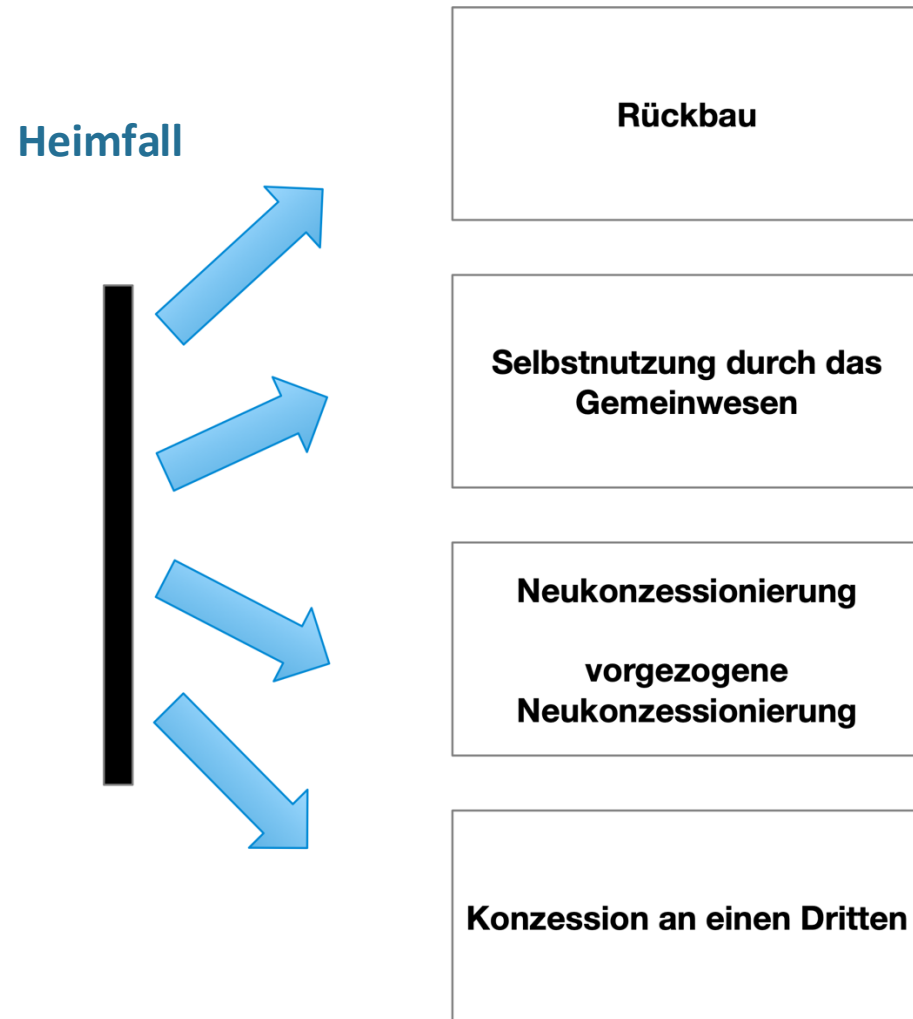 Heimfall
Rückbau
Selbstnutzung durch das
Gemeinwesen
Neukonzessionierung
vorgezogene
Neukonzessionierung
Konzession an einen Dritten